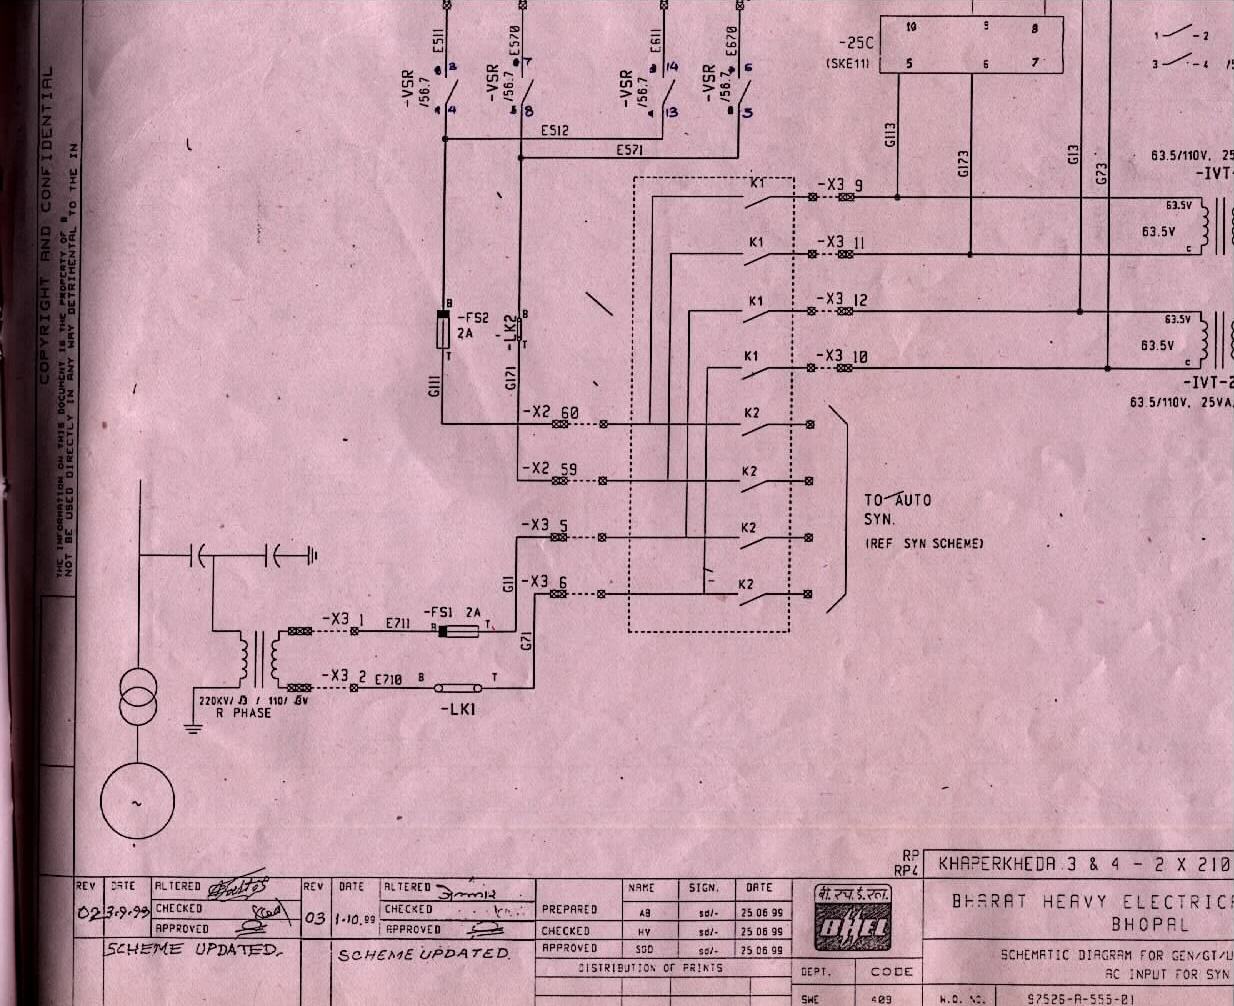 E511
E570
E611
E670
3
7
14
6
-VSR
/56.7
-VSR
/56.7
-VSR
/56.7
-VSR
/56.7
4
8
13
5
E512
E571
-25C
(SKE11)
10
9
8
5
6
7
1
2
3
4
G113
G173
G13
G73
63.5/110V, 25
-IVT-
63.5V
63.5V
C
K1
-X3 9
K1
-X3 11
K1
-X3 12
K1
-X3 10
63.5V
63.5V
C
-IVT-2
63.5/110V, 25VA,
B
-FS2
2A
T
B
-LK2
T
G111
G171
-X2 60
K2
-X2 59
K2
-X3 5
K2
-X3 6
K2
TO AUTO
SYN.
(REF SYN SCHEME)
G11
G71
-X3 1
E711
-FS1 2A
B
T
-X3 2
E710
B
T
-LK1
220KV/
/ 110/
R PHASE
~
COPYRIGHT AND CONFIDENTIAL
THE INFORMATION ON THIS DOCUMENT IS THE PROPERTY OF B
NOT BE USED DIRECTLY IN ANY WAY DETRIMENTAL TO THE IN
RP
RP4
KHAPERKHEDA 3 & 4 - 2 X 210
BHARAT HEAVY ELECTRIC
BHOPAL
SCHEMATIC DIAGRAM FOR GEN/GT/U
AC INPUT FOR SYN
REV
DATE
ALTERED
02
3-9-99
CHECKED
APPROVED
SCHEME UPDATED.
REV
DATE
ALTERED
03
1-10.99
CHECKED
APPROVED
SCHEME UPDATED.
NAME
SIGN.
DATE
PREPARED
AB
sd/-
25 06 99
CHECKED
HY
sd/-
25 06 99
APPROVED
SGD
sd/-
25 06 99
DISTRIBUTION OF PRINTS
बी.एच.ई.एल.
BHEL
DEPT.
CODE
SWE
409
W.O. NO.
97526-A-555-01